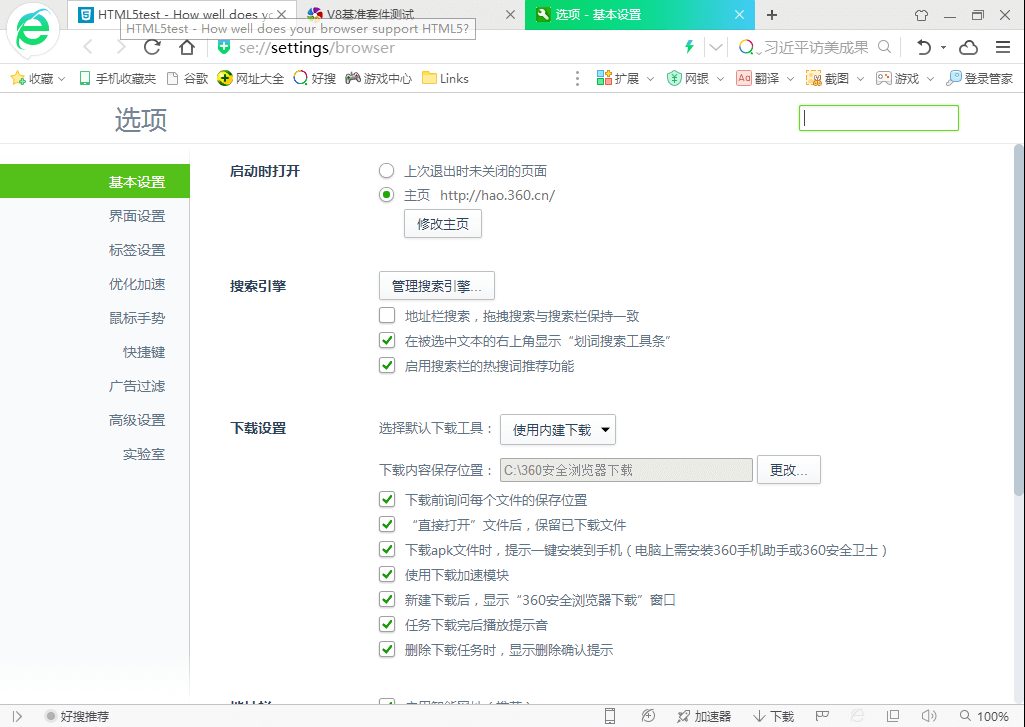 HTML5test - How well does yc
V8基准套件测试
选项 - 基本设置
HTML5test - How well does your browser support HTML5?
se://settings/browser
习近平访美成果
收藏
手机收藏夹
谷歌
网址大全
好搜
游戏中心
Links
扩展
网银
翻译
截图
游戏
登录管家
选项
基本设置
界面设置
标签设置
优化加速
鼠标手势
快捷键
广告过滤
高级设置
实验室
启动时打开
上次退出时未关闭的页面
主页 http://hao.360.cn/
修改主页
搜索引擎
管理搜索引擎...
地址栏搜索，拖拽搜索与搜索栏保持一致
在被选中文本的右上角显示“划词搜索工具条”
启用搜索栏的热搜词推荐功能
下载设置
选择默认下载工具：
使用内建下载
下载内容保存位置：
C:\360安全浏览器下载
更改...
下载前询问每个文件的保存位置
“直接打开”文件后，保留已下载文件
下载apk文件时，提示一键安装到手机（电脑上需安装360手机助手或360安全卫士）
使用下载加速模块
新建下载后，显示“360安全浏览器下载”窗口
任务下载完后播放提示音
删除下载任务时，显示删除确认提示
好搜推荐
加速器
下载
100%